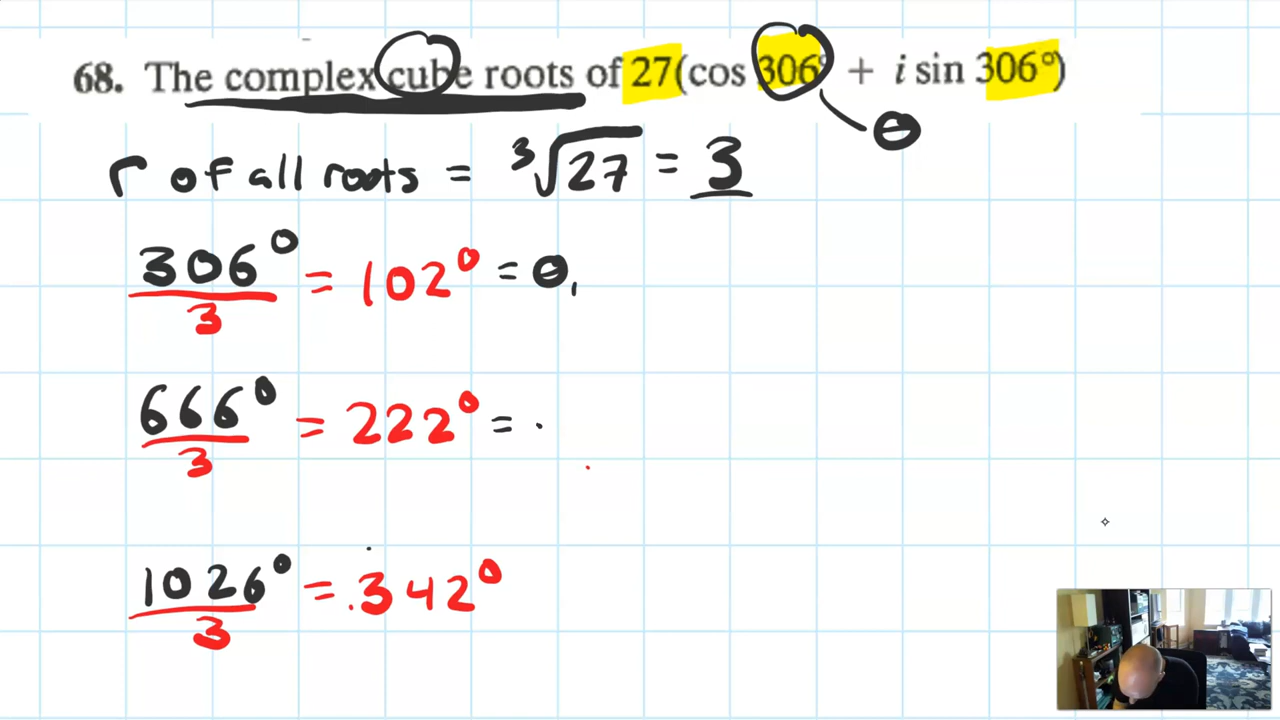 68. The complex cube roots of 27(cos 306° + i sin 306°)
θ
r of all roots = ³√27 = 3
306°/3 = 102° = θ₁
666°/3 = 222° =
1026°/3 = 342°